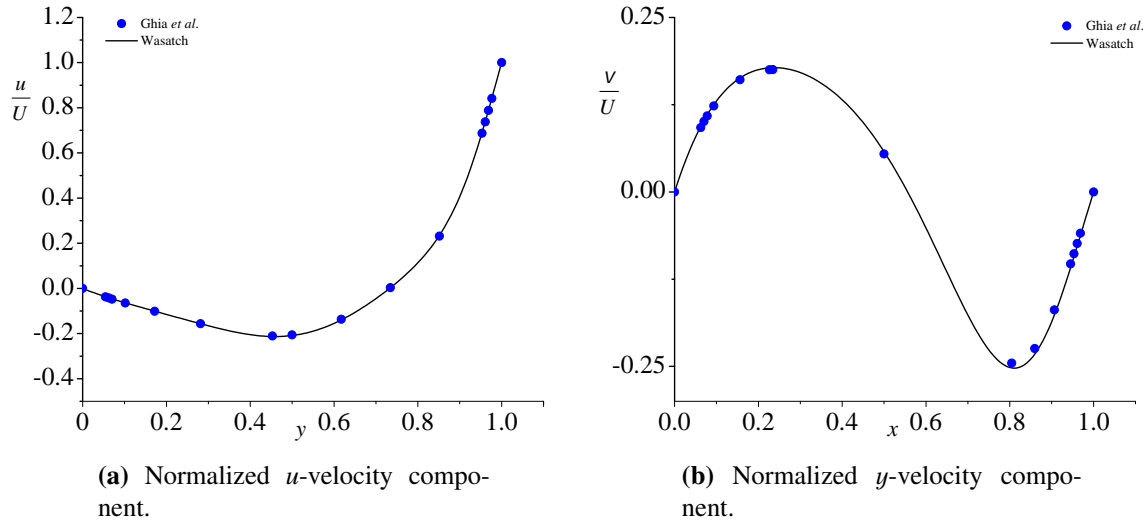 1.2
1.0
0.8
0.6
0.4
0.2
0.0
-0.2
-0.4
u
U
Ghia et al.
Wasatch
0 0.2 0.4 0.6 0.8 1.0
y
(a) Normalized u-velocity compo-
nent.
0.25
0.00
-0.25
v
U
Ghia et al.
Wasatch
0.0 0.2 0.4 0.6 0.8 1.0
x
(b) Normalized y-velocity compo-
nent.